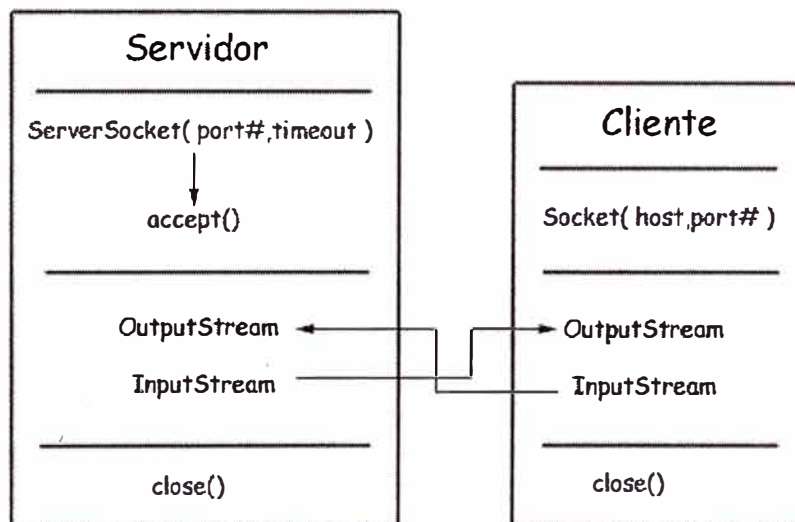 Servidor
ServerSocket( port#,timeout )
accept()
OutputStream
InputStream
close()
Cliente
Socket( host,port# )
OutputStream
InputStream
close()